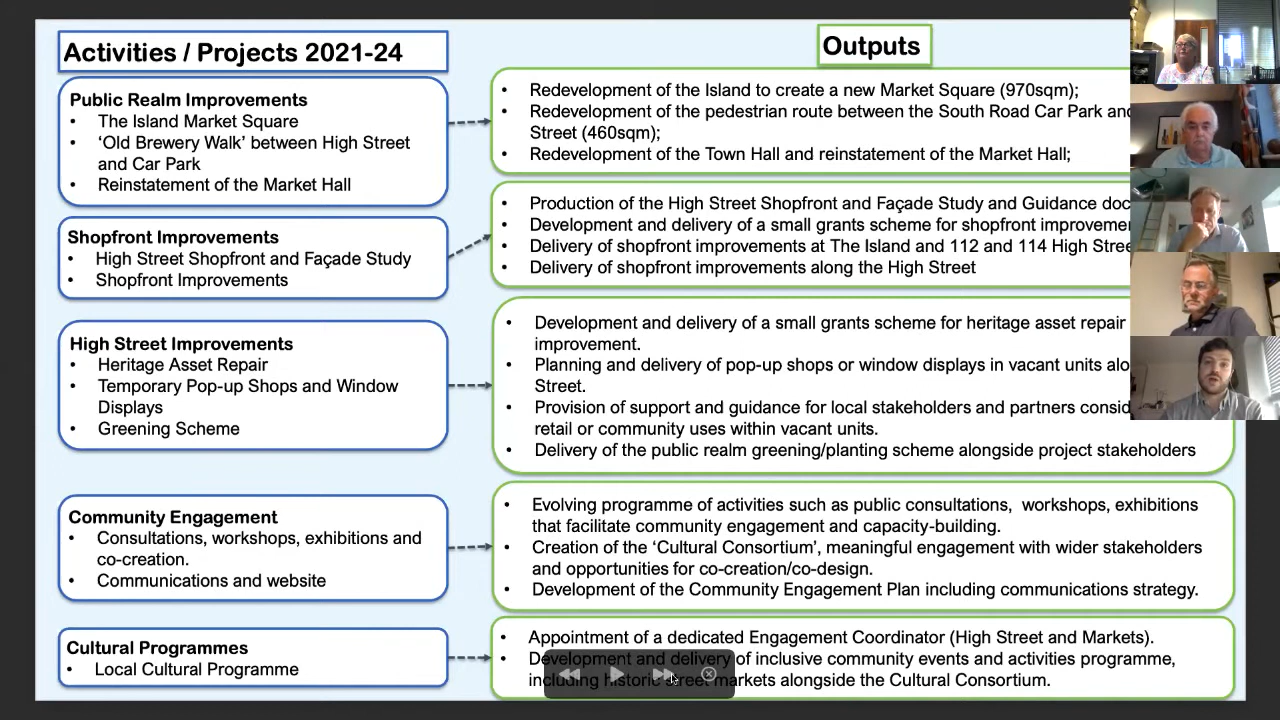 Activities / Projects 2021-24
Public Realm Improvements
• The Island Market Square
• ‘Old Brewery Walk’ between High Street
and Car Park
• Reinstatement of the Market Hall
Shopfront Improvements
• High Street Shopfront and Façade Study
• Shopfront Improvements
High Street Improvements
• Heritage Asset Repair
• Temporary Pop-up Shops and Window
Displays
• Greening Scheme
Community Engagement
• Consultations, workshops, exhibitions and
co-creation.
• Communications and website
Cultural Programmes
• Local Cultural Programme
Outputs
• Redevelopment of the Island to create a new Market Square (970sqm);
• Redevelopment of the pedestrian route between the South Road Car Park
Street (460sqm);
• Redevelopment of the Town Hall and reinstatement of the Market Hall;
• Production of the High Street Shopfront and Façade Study and Guidance
• Development and delivery of a small grants scheme for shopfront
• Delivery of shopfront improvements at The Island and 112 and 114 High
• Delivery of shopfront improvements along the High Street
• Development and delivery of a small grants scheme for heritage asset repair
improvement.
• Planning and delivery of pop-up shops or window displays in vacant units
Street.
• Provision of support and guidance for local stakeholders and partners
retail or community uses within vacant units.
• Delivery of the public realm greening/planting scheme alongside project stakeholders
• Evolving programme of activities such as public consultations, workshops, exhibitions
that facilitate community engagement and capacity-building.
• Creation of the ‘Cultural Consortium’, meaningful engagement with wider stakeholders
and opportunities for co-creation/co-design.
• Development of the Community Engagement Plan including communications strategy.
• Appointment of a dedicated Engagement Coordinator (High Street and Markets).
• Development and delivery of inclusive community events and activities programme,
including historic street markets alongside the Cultural Consortium.